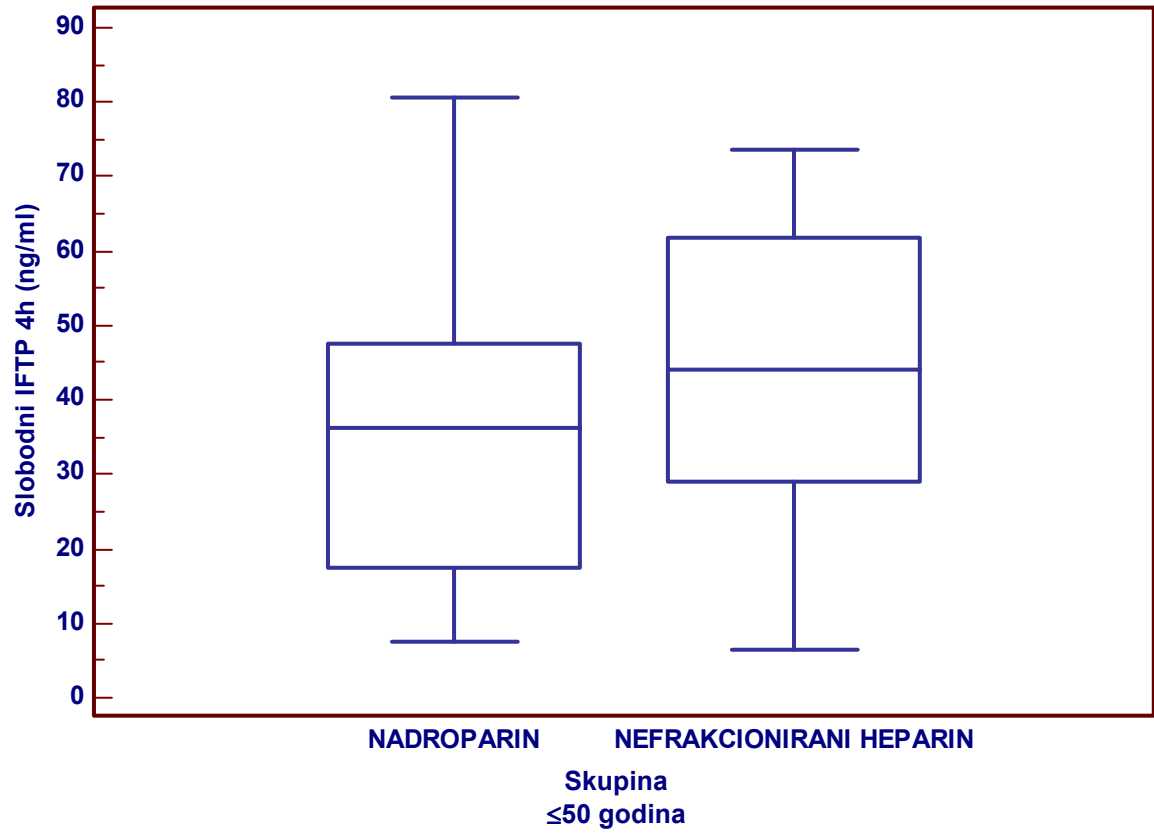 Slobodni IFTP 4h (ng/ml)
90
80
70
60
50
40
30
20
10
0
NADROPARIN NEFRAKCIONIRANI HEPARIN
Skupina
≤50 godina